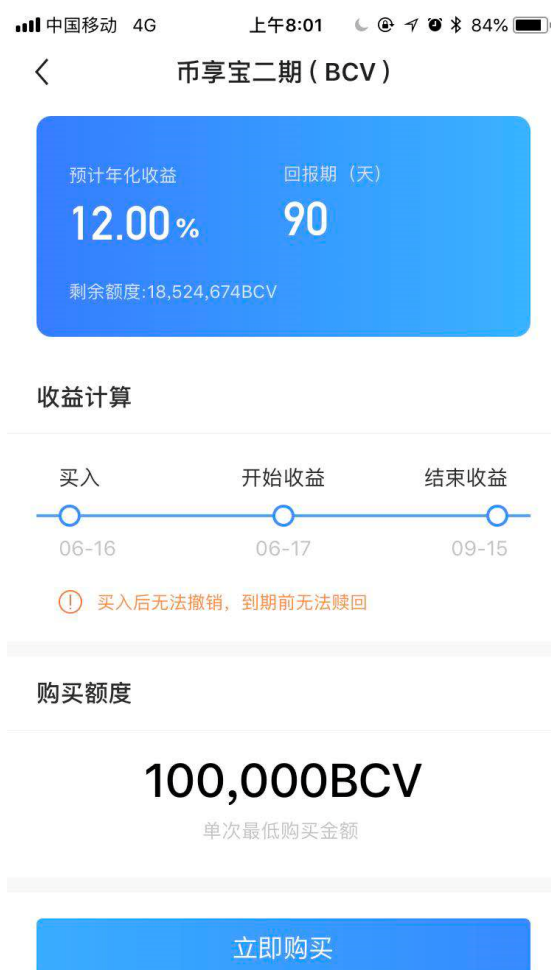 中国移动 4G 上午8:01 84%
币享宝二期（BCV）
预计年化收益 回报期（天）
12.00% 90
剩余额度:18,524,674BCV
收益计算
买入 开始收益 结束收益
06-16 06-17 09-15
买入后无法撤销，到期前无法赎回
购买额度
100,000BCV
单次最低购买金额
立即购买